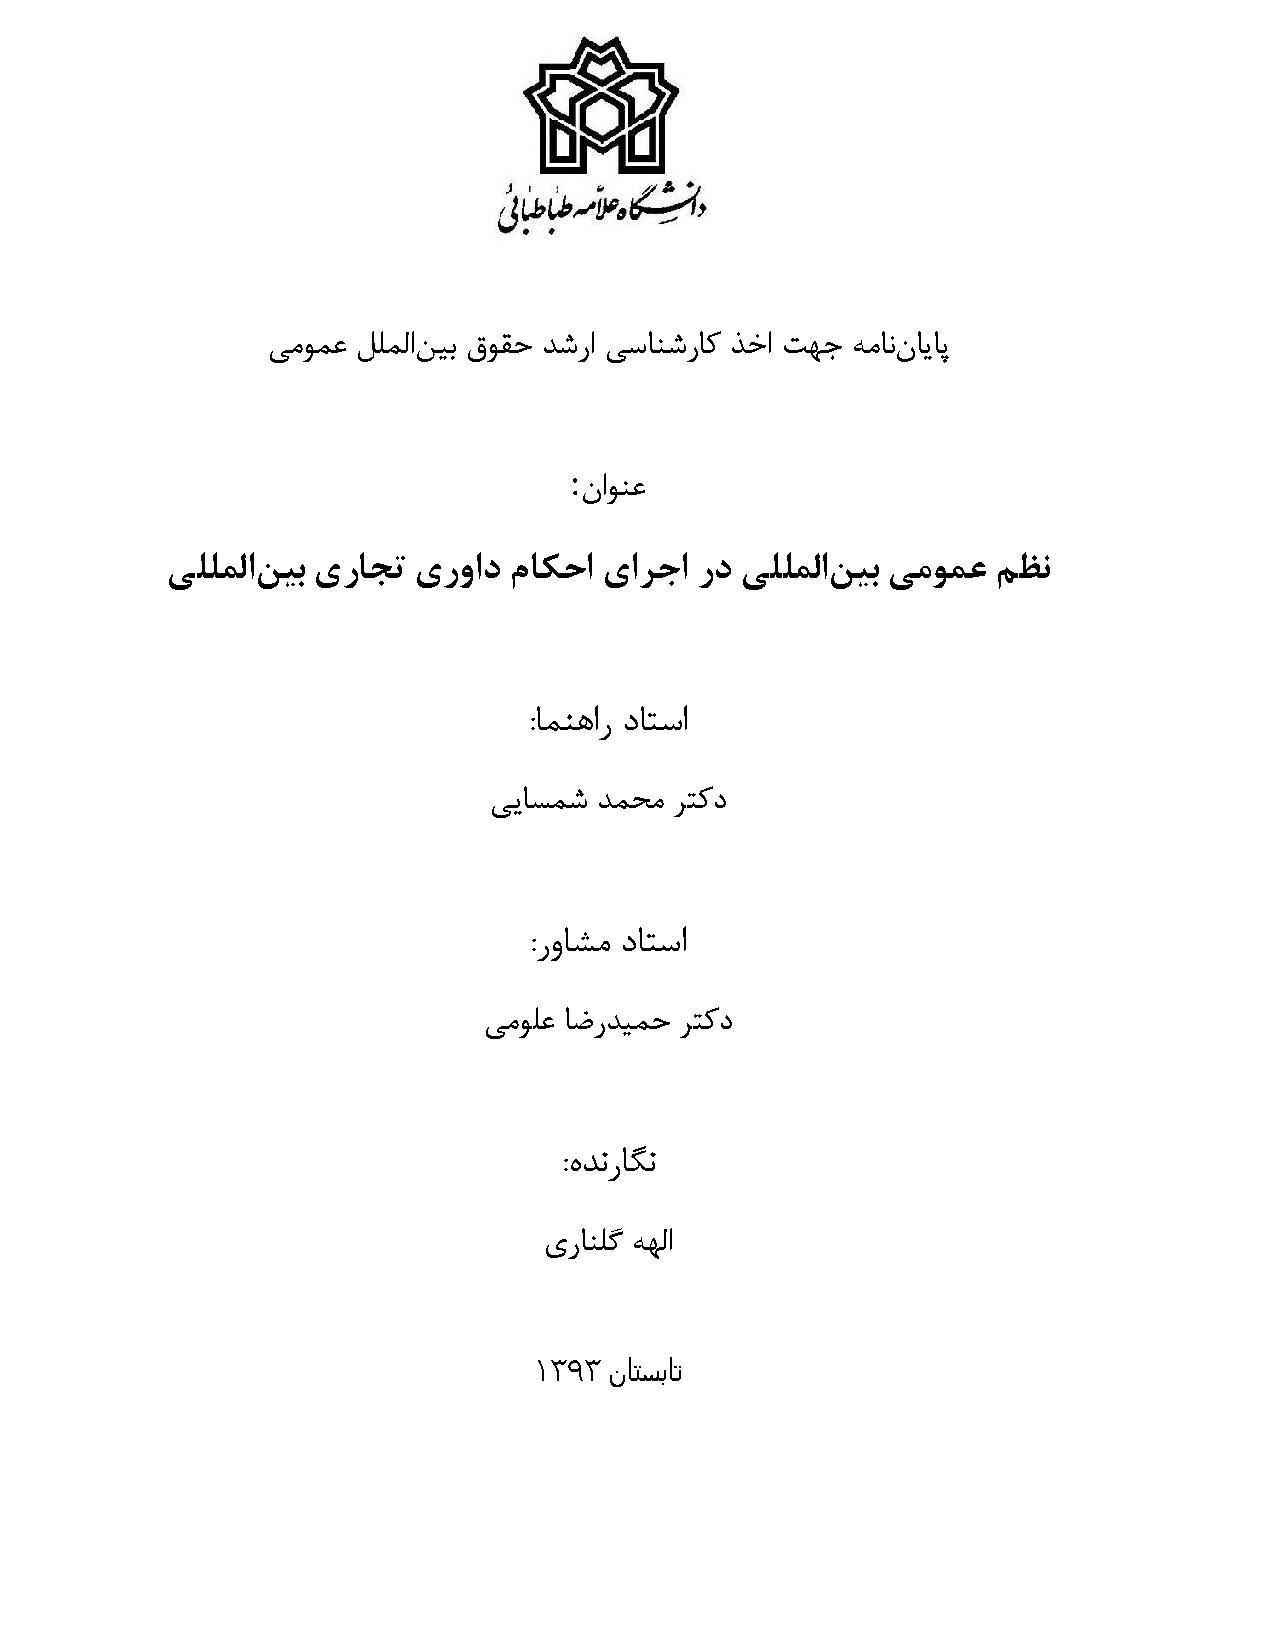 دانشگاه علامه طباطبائی
پایان‌نامه جهت اخذ کارشناسی ارشد حقوق بین‌الملل عمومی
عنوان:
نظم عمومی بین‌المللی در اجرای احکام داوری تجاری بین‌المللی
استاد راهنما:
دکتر محمد شمسایی
استاد مشاور:
دکتر حمیدرضا علومی
نگارنده:
الهه گلناری
تابستان ۱۳۹۳